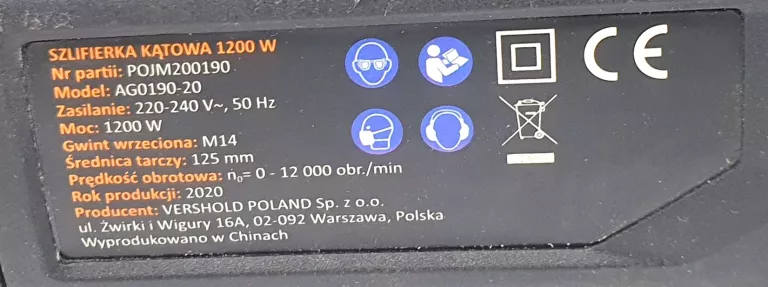 SZLIFIERKA KĄTOWA 1200 W
Nr partii: POJM200190
Model: AG0190-20
Zasilanie: 220-240 V~, 50 Hz
Moc: 1200 W
Gwint wrzeciona: M14
Średnica tarczy: 125 mm
Prędkość obrotowa: n₀= 0 - 12 000 obr./min
Rok produkcji: 2020
Producent: VERSHOLD POLAND Sp. z o.o.
ul. Żwirki i Wigury 16A, 02-092 Warszawa, Polska
Wyprodukowano w Chinach
CE